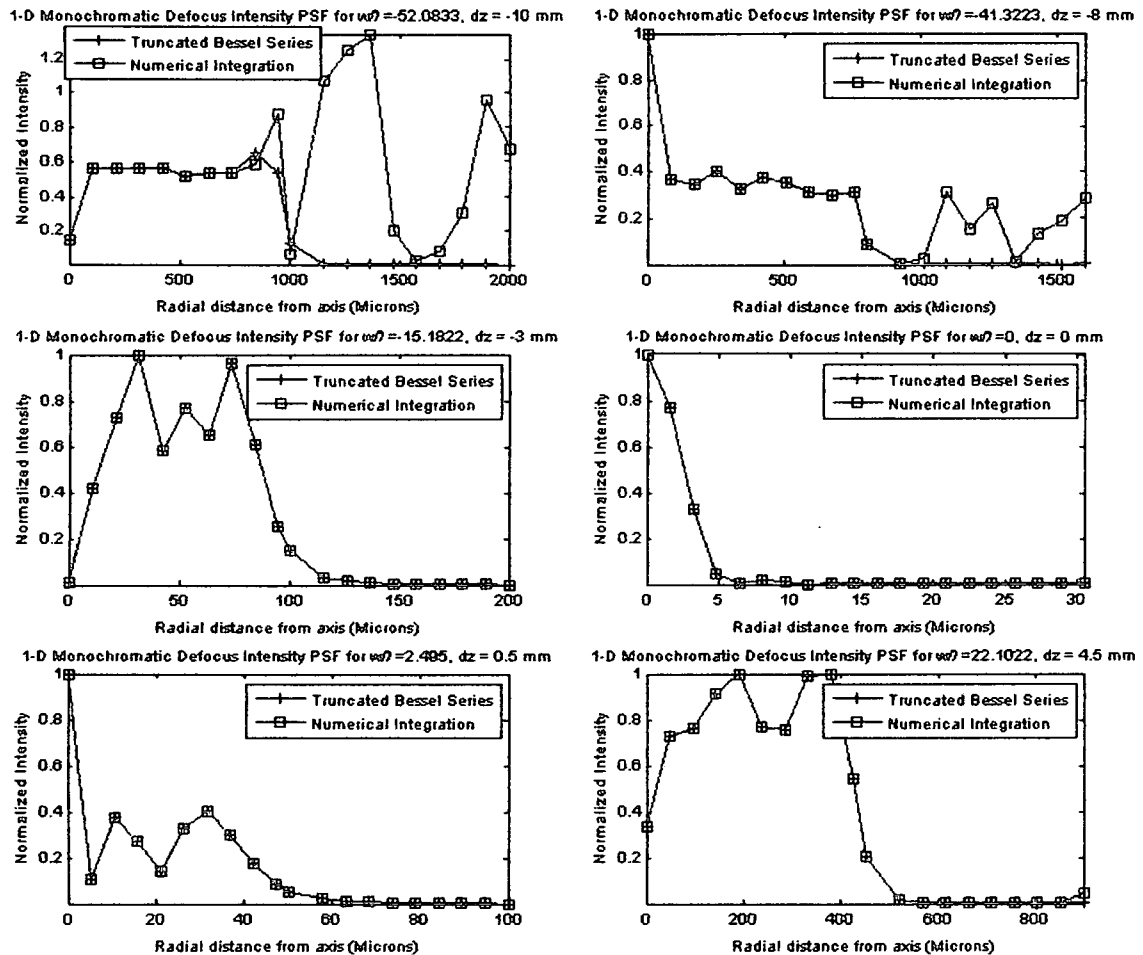 1-D Monochromatic Defocus Intensity PSF for =-52.0833, dz = -10 mm
Truncated Bessel Series
Numerical Integration
1.2
1
0.8
0.6
0.4
0.2
0 500 1000 1500 2000
Normalized Intensity
Radial distance from axis (Microns)
1-D Monochromatic Defocus Intensity PSF for =-41.3223, dz = -8 mm
Truncated Bessel Series
Numerical Integration
1
0.8
0.6
0.4
0.2
0 500 1000 1500
Normalized Intensity
Radial distance from axis (Microns)
1-D Monochromatic Defocus Intensity PSF for =-15.1822, dz = -3 mm
Truncated Bessel Series
Numerical Integration
1
0.8
0.6
0.4
0.2
0 50 100 150 200
Normalized Intensity
Radial distance from axis (Microns)
1-D Monochromatic Defocus Intensity PSF for =0, dz = 0 mm
Truncated Bessel Series
Numerical Integration
1
0.8
0.6
0.4
0.2
0 5 10 15 20 25 30
Normalized Intensity
Radial distance from axis (Microns)
1-D Monochromatic Defocus Intensity PSF for =2.495, dz = 0.5 mm
Truncated Bessel Series
Numerical Integration
1
0.8
0.6
0.4
0.2
0 20 40 60 80 100
Normalized Intensity
Radial distance from axis (Microns)
1-D Monochromatic Defocus Intensity PSF for =22.1022, dz = 4.5 mm
Truncated Bessel Series
Numerical Integration
1
0.8
0.6
0.4
0.2
0 200 400 600 800
Normalized Intensity
Radial distance from axis (Microns)